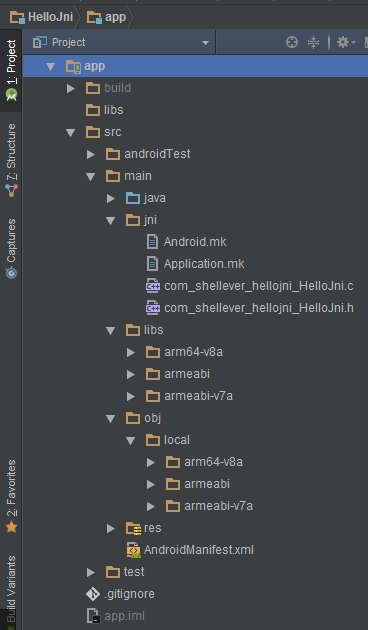 HelloJni app
Project
app
build
libs
src
androidTest
main
java
jni
Android.mk
Application.mk
com_shellever_hellojni_HelloJni.c
com_shellever_hellojni_HelloJni.h
libs
arm64-v8a
armeabi
armeabi-v7a
obj
local
arm64-v8a
armeabi
armeabi-v7a
res
AndroidManifest.xml
test
.gitignore
app.iml
1: Project
7: Structure
Captures
2: Favorites
Build Variants